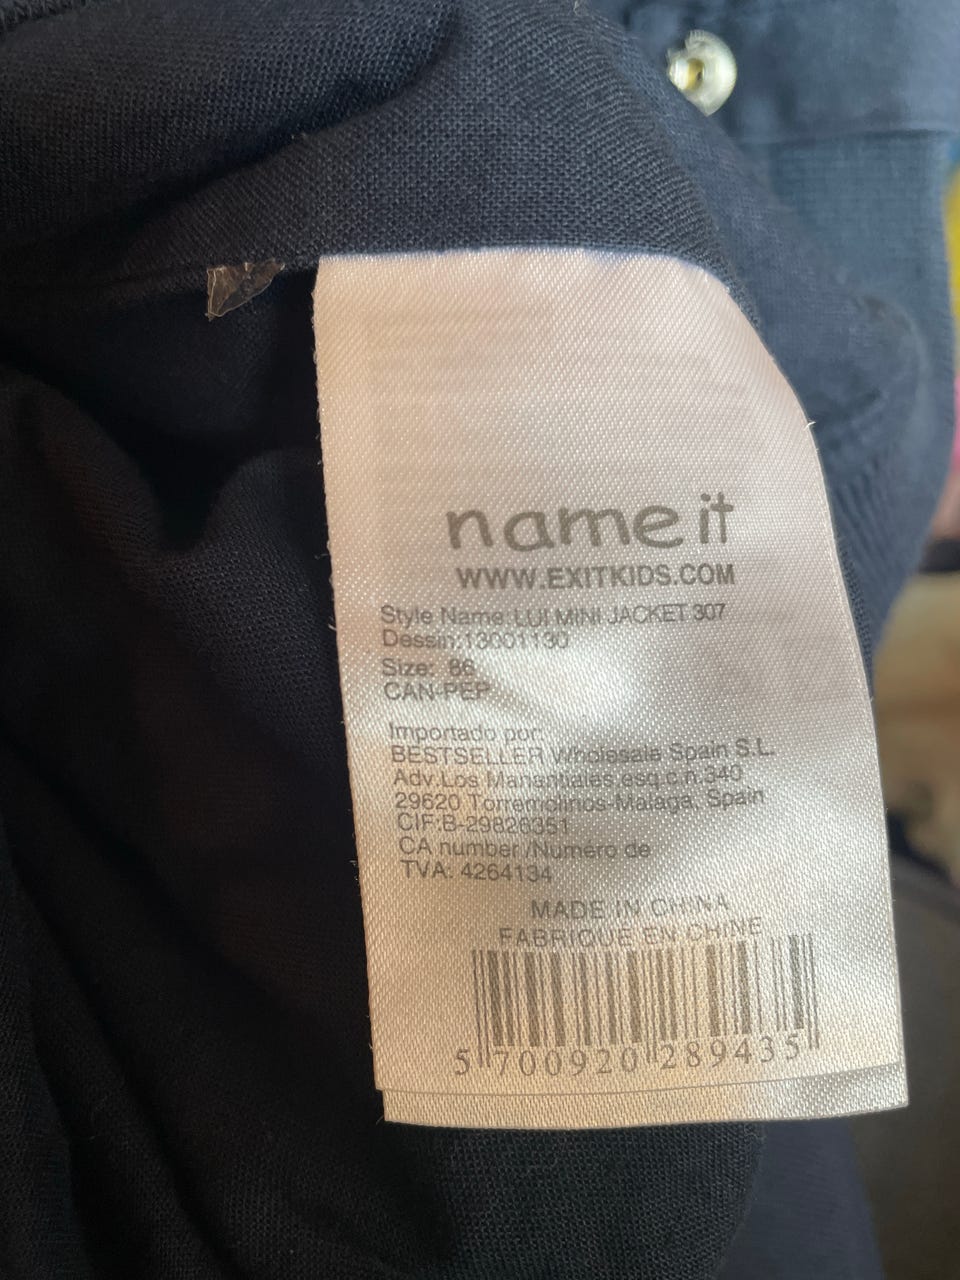 name it
WWW.EXITKIDS.COM
Style Name: LUI MINI JACKET 307
Dessin:13001130
Size: 86
CAN-PEP
Importado por:
BESTSELLER Wholesale Spain S.L.
Adv.Los Manantiales,esq.c.n.340
29620 Torremolinos-Malaga, Spain
CIF:B-29826351
CA number /Numéro de
TVA: 4264134
MADE IN CHINA
FABRIQUE EN CHINE
5 700920 289435